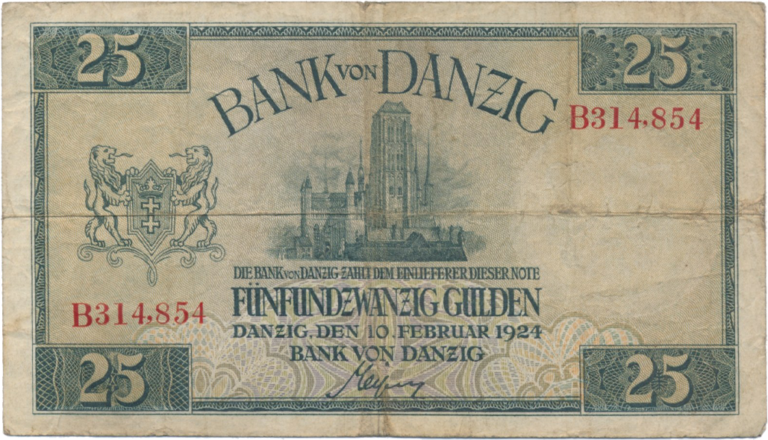 25 25
BANK VON DANZIG
B314,854
DIE BANK VON DANZIG ZAHLT DEM EINLIEFERER DIESER NOTE
B314,854
FÜNFUNDZWANZIG GULDEN
DANZIG, DEN 10. FEBRUAR 1924
BANK VON DANZIG
25 25